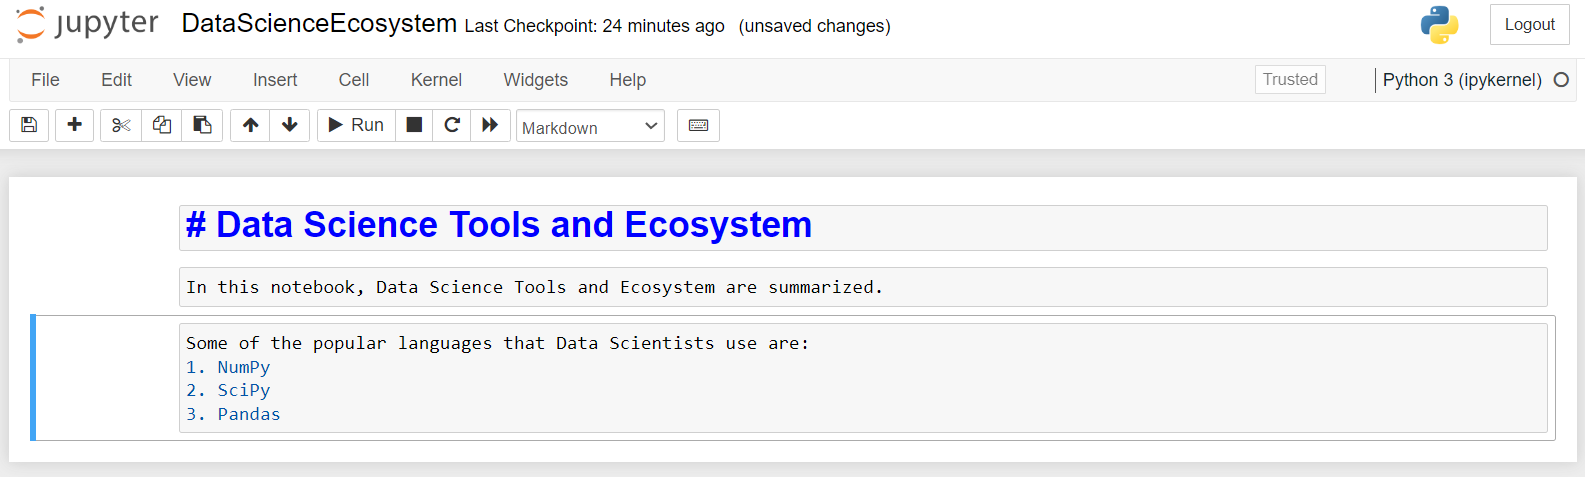 jupyter DataScienceEcosystem Last Checkpoint: 24 minutes ago (unsaved changes) Logout
File Edit View Insert Cell Kernel Widgets Help Trusted Python 3 (ipykernel)
Run Markdown
# Data Science Tools and Ecosystem
In this notebook, Data Science Tools and Ecosystem are summarized.
Some of the popular languages that Data Scientists use are:
1. NumPy
2. SciPy
3. Pandas